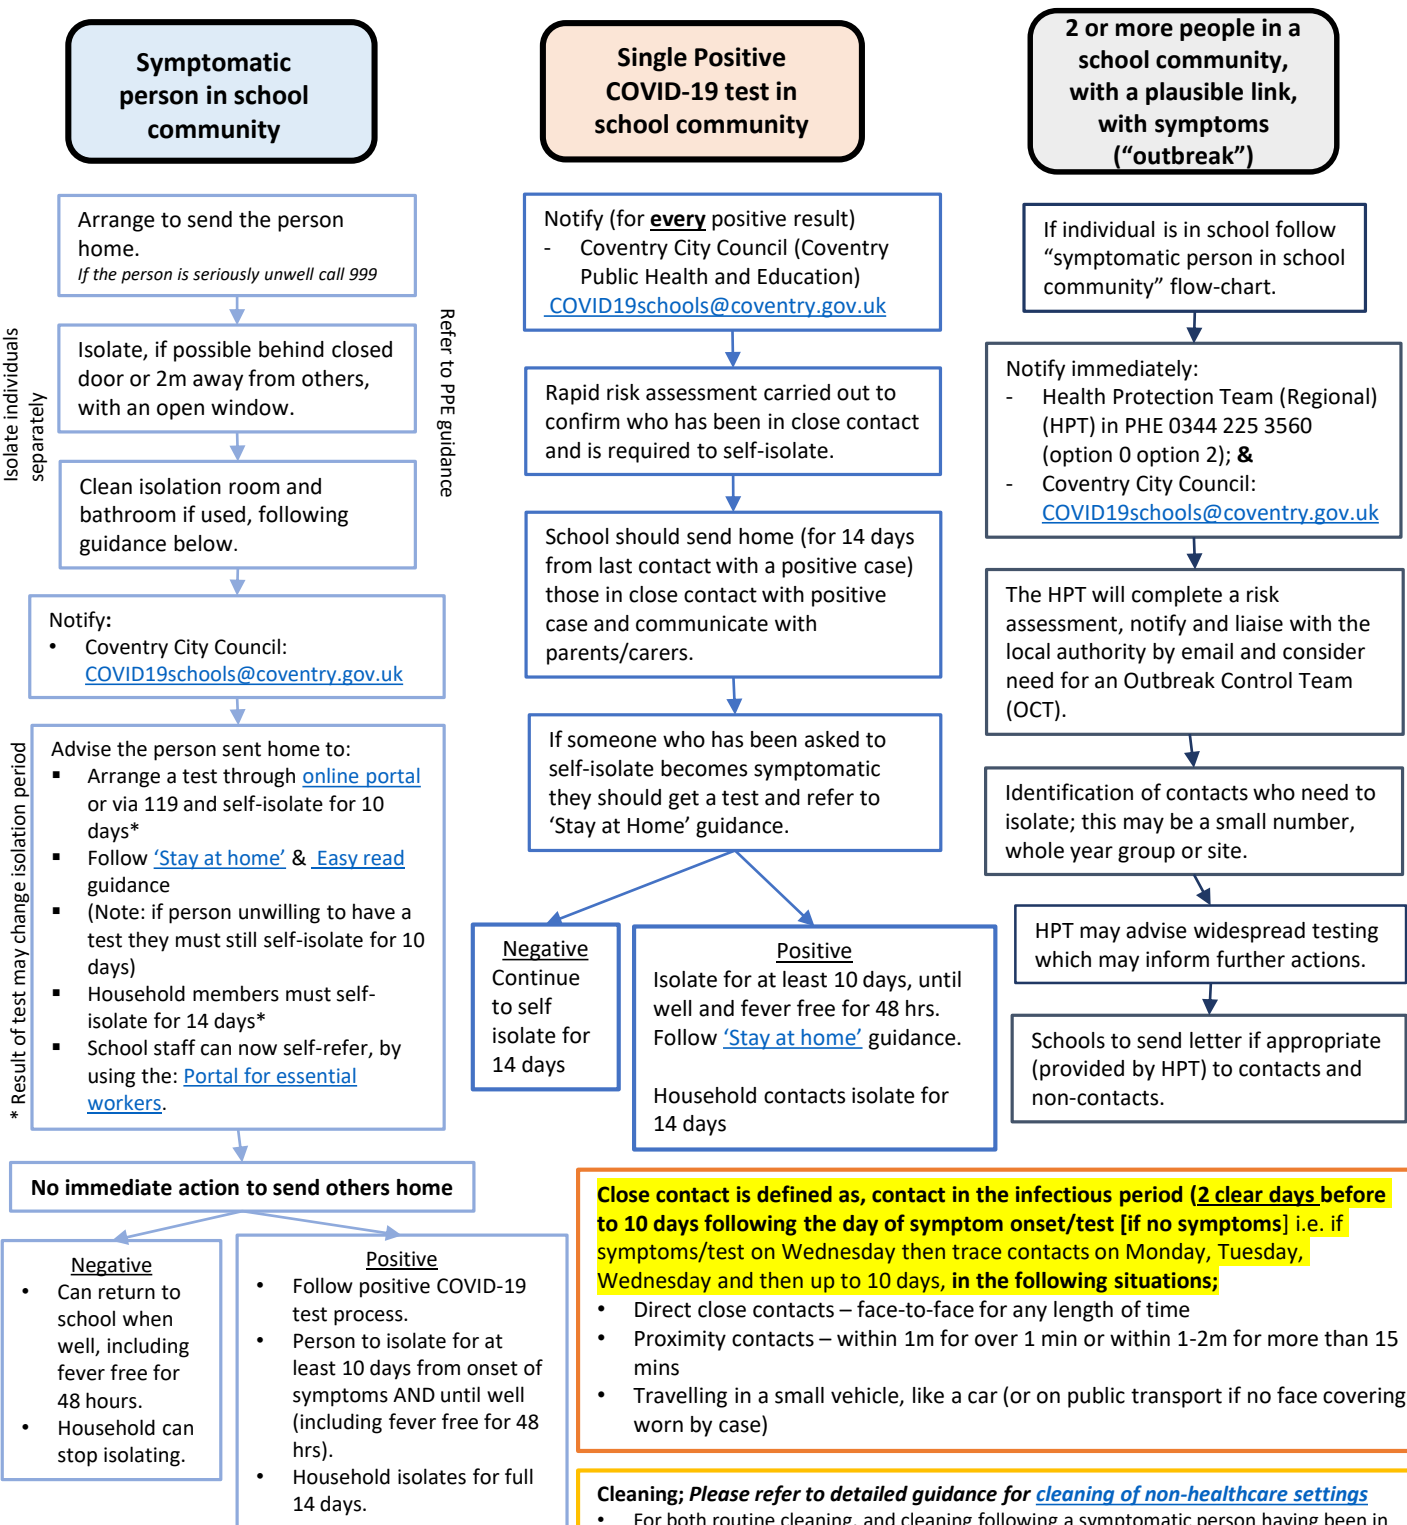 Symptomatic
person in school
community
Arrange to send the person
home.
If the person is seriously unwell call 999
Isolate individuals
separately
Refer to PPE guidance
Isolate, if possible behind closed
door or 2m away from others,
with an open window.
Clean isolation room and
bathroom if used, following
guidance below.
Notify:
• Coventry City Council:
COVID19schools@coventry.gov.uk
* Result of test may change isolation period
Advise the person sent home to:
▪ Arrange a test through online portal
or via 119 and self-isolate for 10
days*
▪ Follow ‘Stay at home’ & Easy read
guidance
▪ (Note: if person unwilling to have a
test they must still self-isolate for 10
days)
▪ Household members must self-
isolate for 14 days*
▪ School staff can now self-refer, by
using the: Portal for essential
workers.
No immediate action to send others home
Negative
• Can return to
school when
well, including
fever free for
48 hours.
• Household can
stop isolating.
Positive
• Follow positive COVID-19
test process.
• Person to isolate for at
least 10 days from onset of
symptoms AND until well
(including fever free for 48
hrs).
• Household isolates for full
14 days.
Single Positive
COVID-19 test in
school community
Notify (for every positive result)
- Coventry City Council (Coventry
Public Health and Education)
COVID19schools@coventry.gov.uk
Rapid risk assessment carried out to
confirm who has been in close contact
and is required to self-isolate.
School should send home (for 14 days
from last contact with a positive case)
those in close contact with positive
case and communicate with
parents/carers.
If someone who has been asked to
self-isolate becomes symptomatic
they should get a test and refer to
‘Stay at Home’ guidance.
Negative
Continue
to self
isolate for
14 days
Positive
Isolate for at least 10 days, until
well and fever free for 48 hrs.
Follow ‘Stay at home’ guidance.
Household contacts isolate for
14 days
2 or more people in a
school community,
with a plausible link,
with symptoms
(“outbreak”)
If individual is in school follow
“symptomatic person in school
community” flow-chart.
Notify immediately:
- Health Protection Team (Regional)
(HPT) in PHE 0344 225 3560
(option 0 option 2); &
- Coventry City Council:
COVID19schools@coventry.gov.uk
The HPT will complete a risk
assessment, notify and liaise with the
local authority by email and consider
need for an Outbreak Control Team
(OCT).
Identification of contacts who need to
isolate; this may be a small number,
whole year group or site.
HPT may advise widespread testing
which may inform further actions.
Schools to send letter if appropriate
(provided by HPT) to contacts and
non-contacts.
Close contact is defined as, contact in the infectious period (2 clear days before
to 10 days following the day of symptom onset/test [if no symptoms] i.e. if
symptoms/test on Wednesday then trace contacts on Monday, Tuesday,
Wednesday and then up to 10 days, in the following situations;
• Direct close contacts – face-to-face for any length of time
• Proximity contacts – within 1m for over 1 min or within 1-2m for more than 15
mins
• Travelling in a small vehicle, like a car (or on public transport if no face covering
worn by case)
Cleaning; Please refer to detailed guidance for cleaning of non-healthcare settings
• For both routine cleaning, and cleaning following a symptomatic person having been in